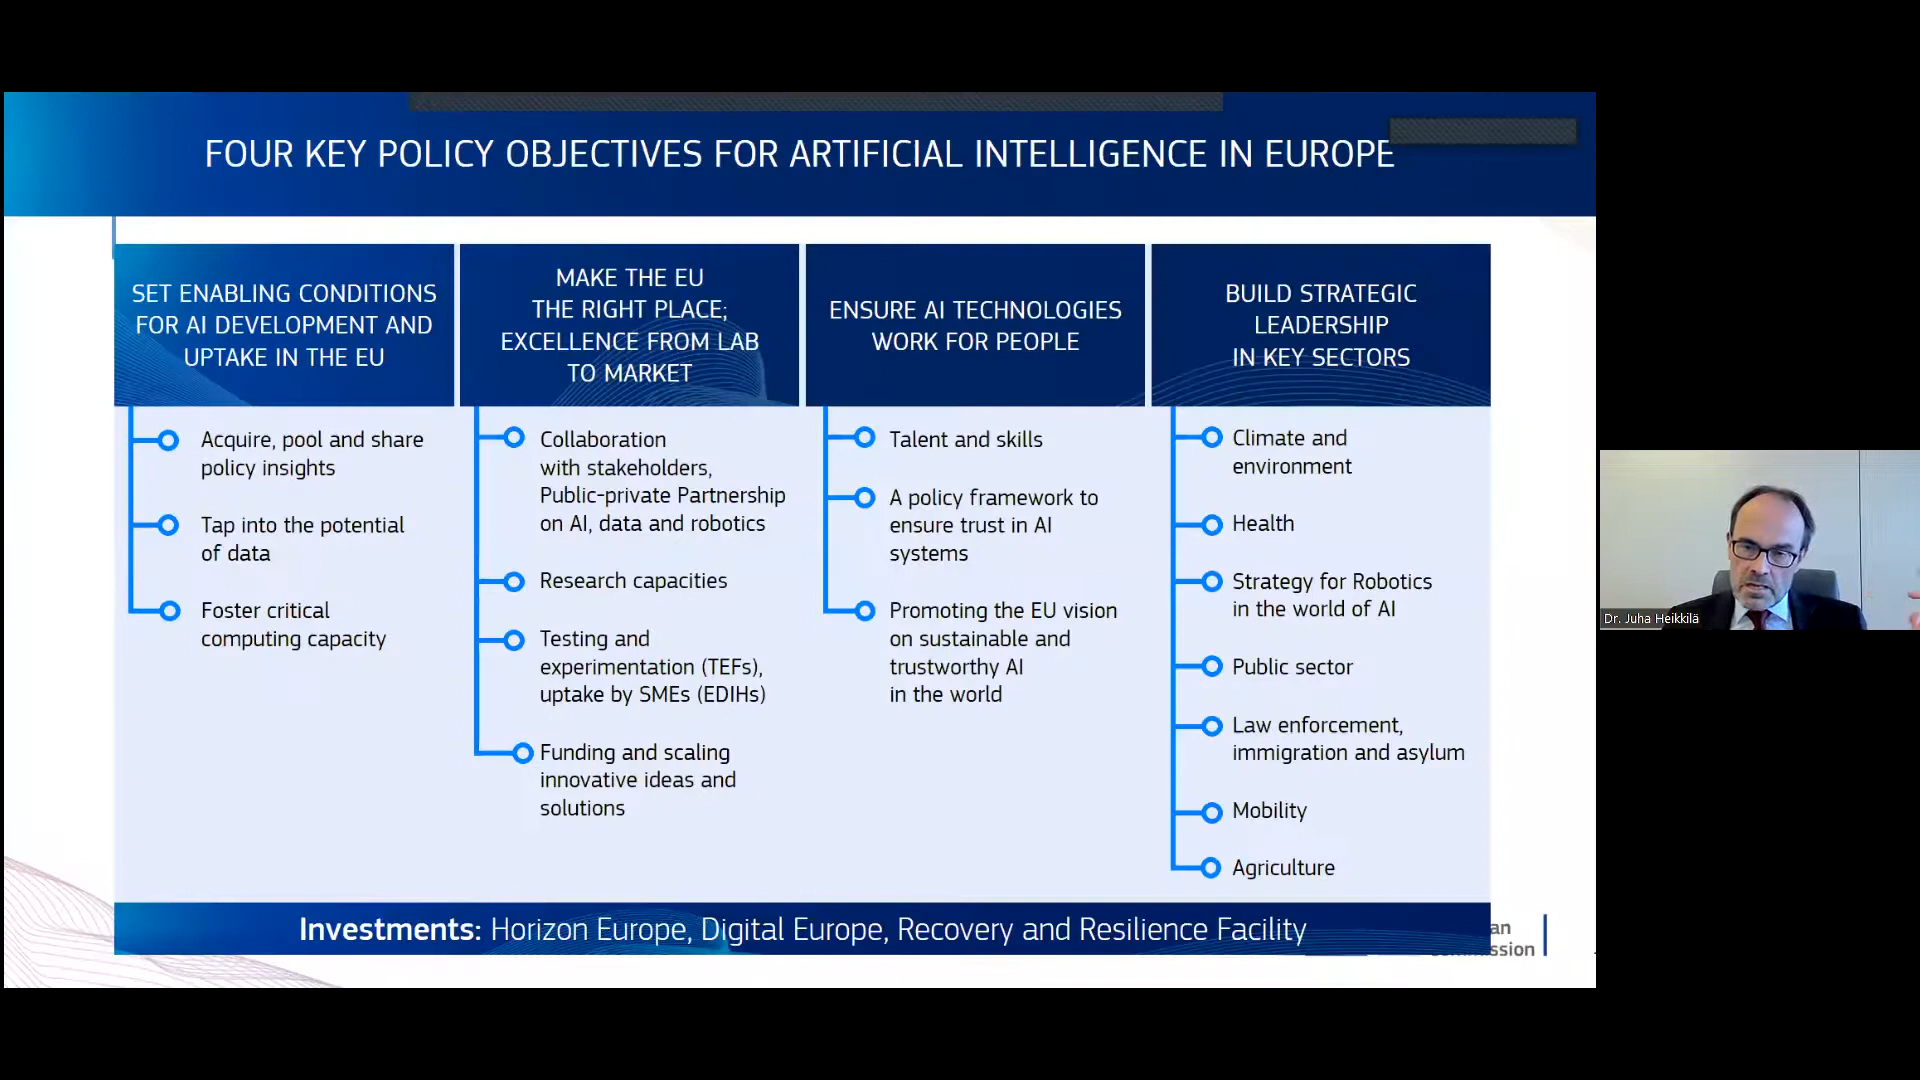 FOUR KEY POLICY OBJECTIVES FOR ARTIFICIAL INTELLIGENCE IN EUROPE
SET ENABLING CONDITIONS
FOR AI DEVELOPMENT AND
UPTAKE IN THE EU
Acquire, pool and share
policy insights
Tap into the potential
of data
Foster critical
computing capacity
MAKE THE EU
THE RIGHT PLACE;
EXCELLENCE FROM LAB
TO MARKET
Collaboration
with stakeholders,
Public-private Partnership
on AI, data and robotics
Research capacities
Testing and
experimentation (TEFs),
uptake by SMEs (EDIHs)
Funding and scaling
innovative ideas and
solutions
ENSURE AI TECHNOLOGIES
WORK FOR PEOPLE
Talent and skills
A policy framework to
ensure trust in AI
systems
Promoting the EU vision
on sustainable and
trustworthy AI
in the world
BUILD STRATEGIC
LEADERSHIP
IN KEY SECTORS
Climate and
environment
Health
Strategy for Robotics
in the world of AI
Public sector
Law enforcement,
immigration and asylum
Mobility
Agriculture
Investments: Horizon Europe, Digital Europe, Recovery and Resilience Facility
Dr. Juha Heikkilä